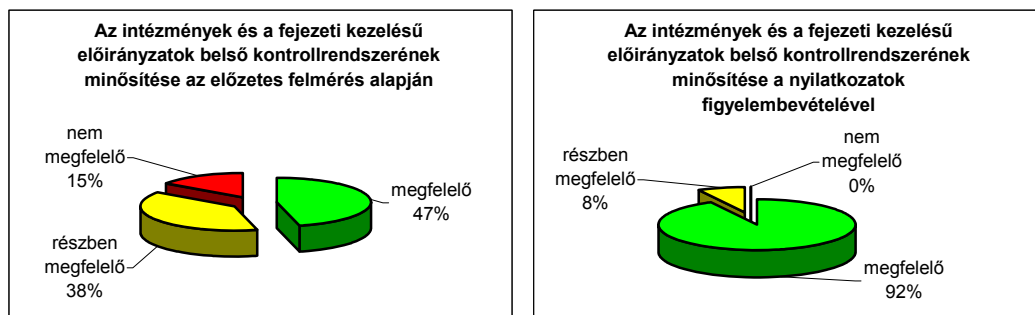 Az intézmények és a fejezeti kezelésű
előirányzatok belső kontrollrendszerének
minősítése az előzetes felmérés alapján
nem
megfelelő
15%
megfelelő
47%
részben
megfelelő
38%
Az intézmények és a fejezeti kezelésű
előirányzatok belső kontrollrendszerének
minősítése a nyilatkozatok
figyelembevételével
részben
megfelelő
8%
nem
megfelelő
0%
megfelelő
92%